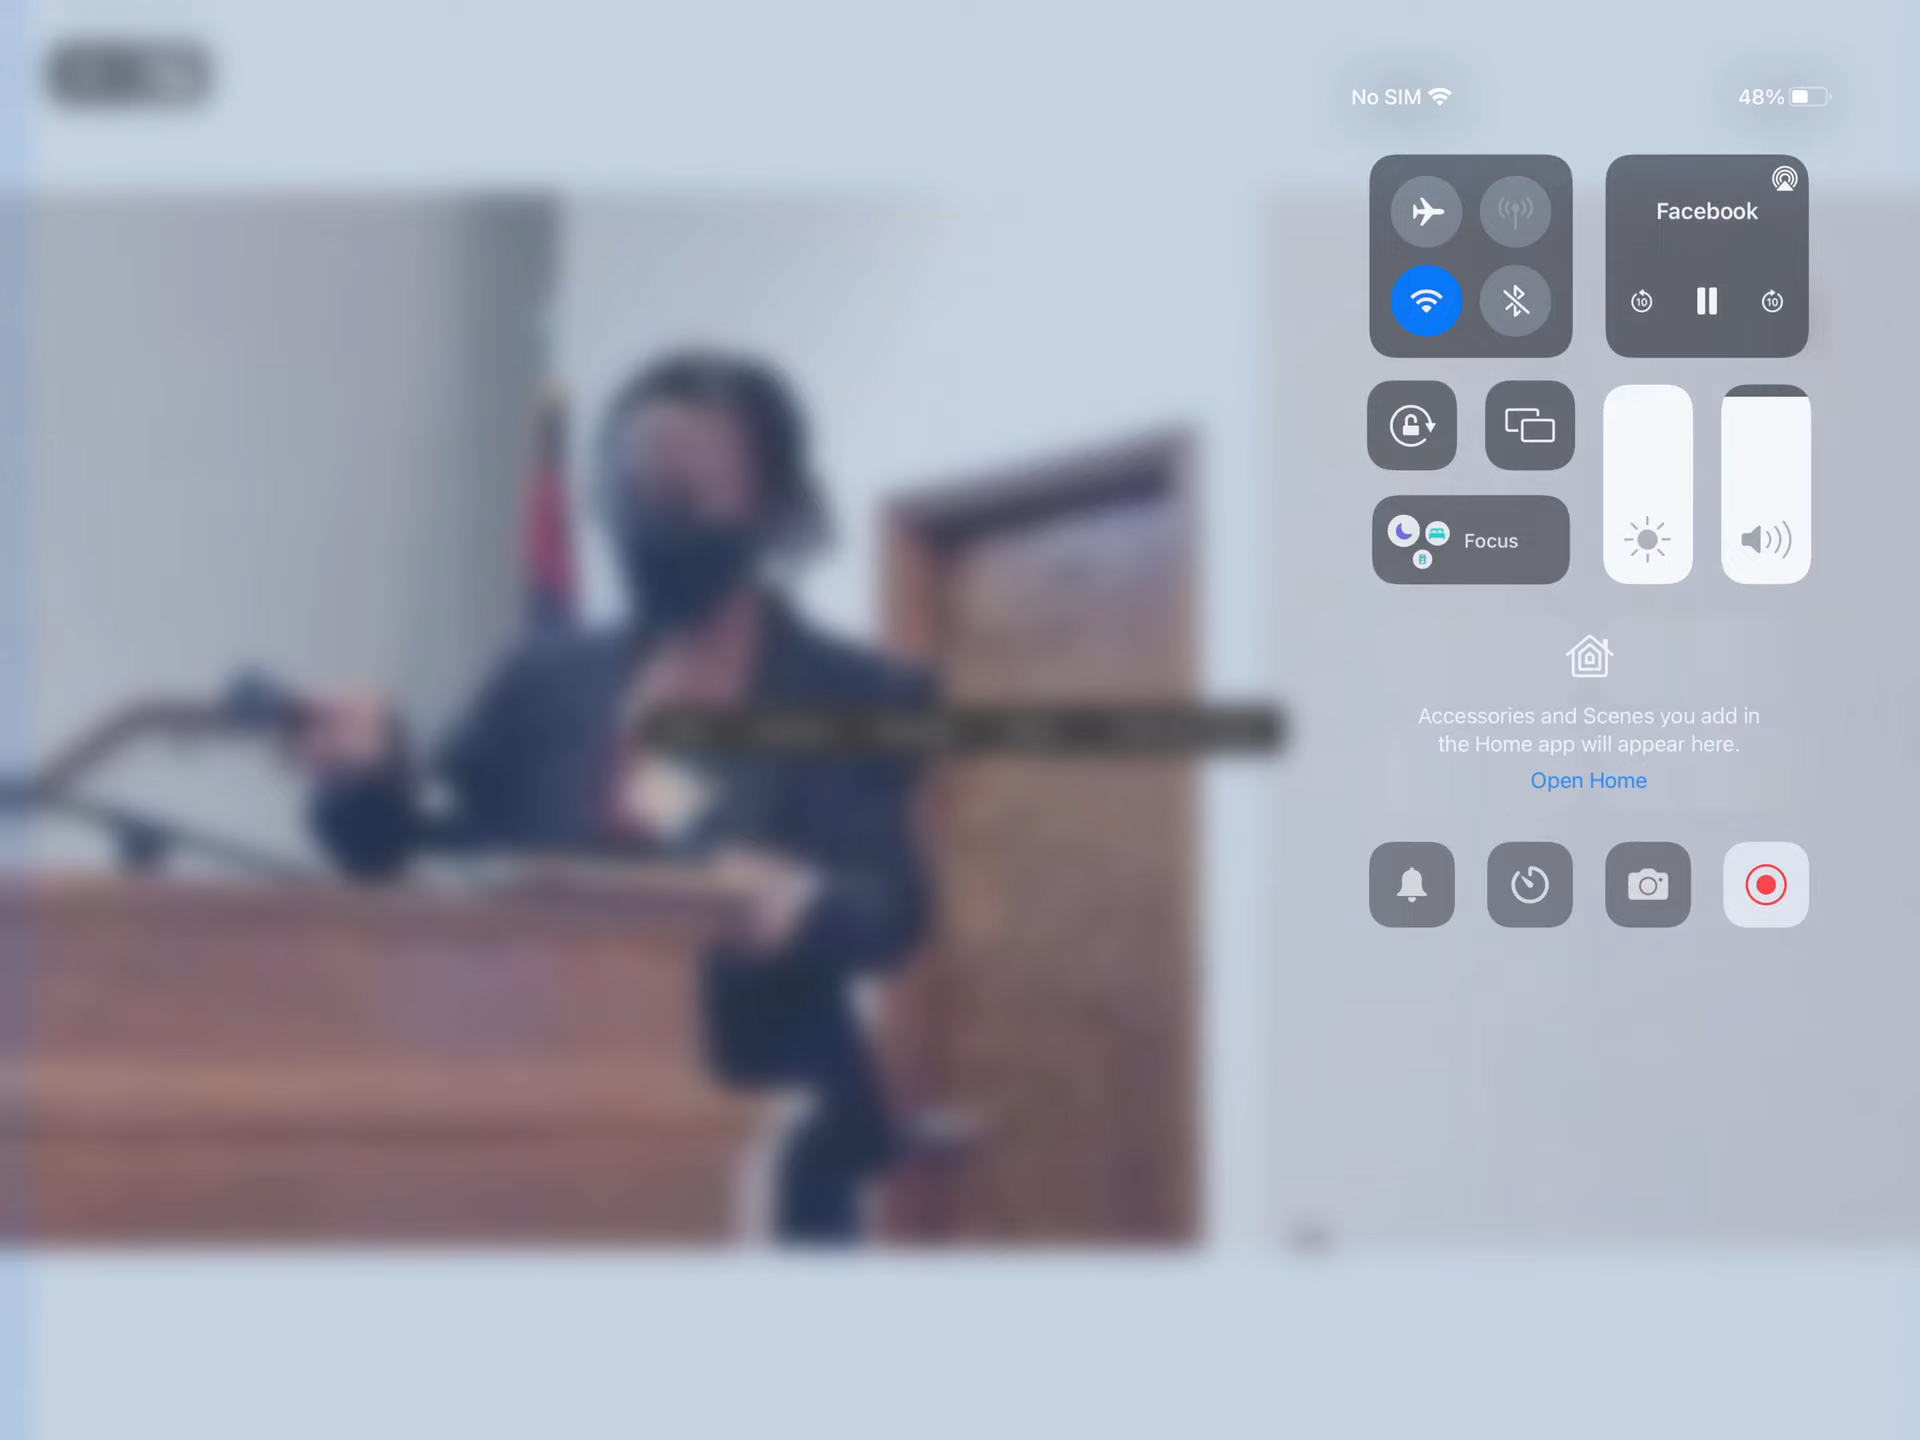 No SIM
48%
Facebook
10
10
Focus
Accessories and Scenes you add in
the Home app will appear here.
Open Home